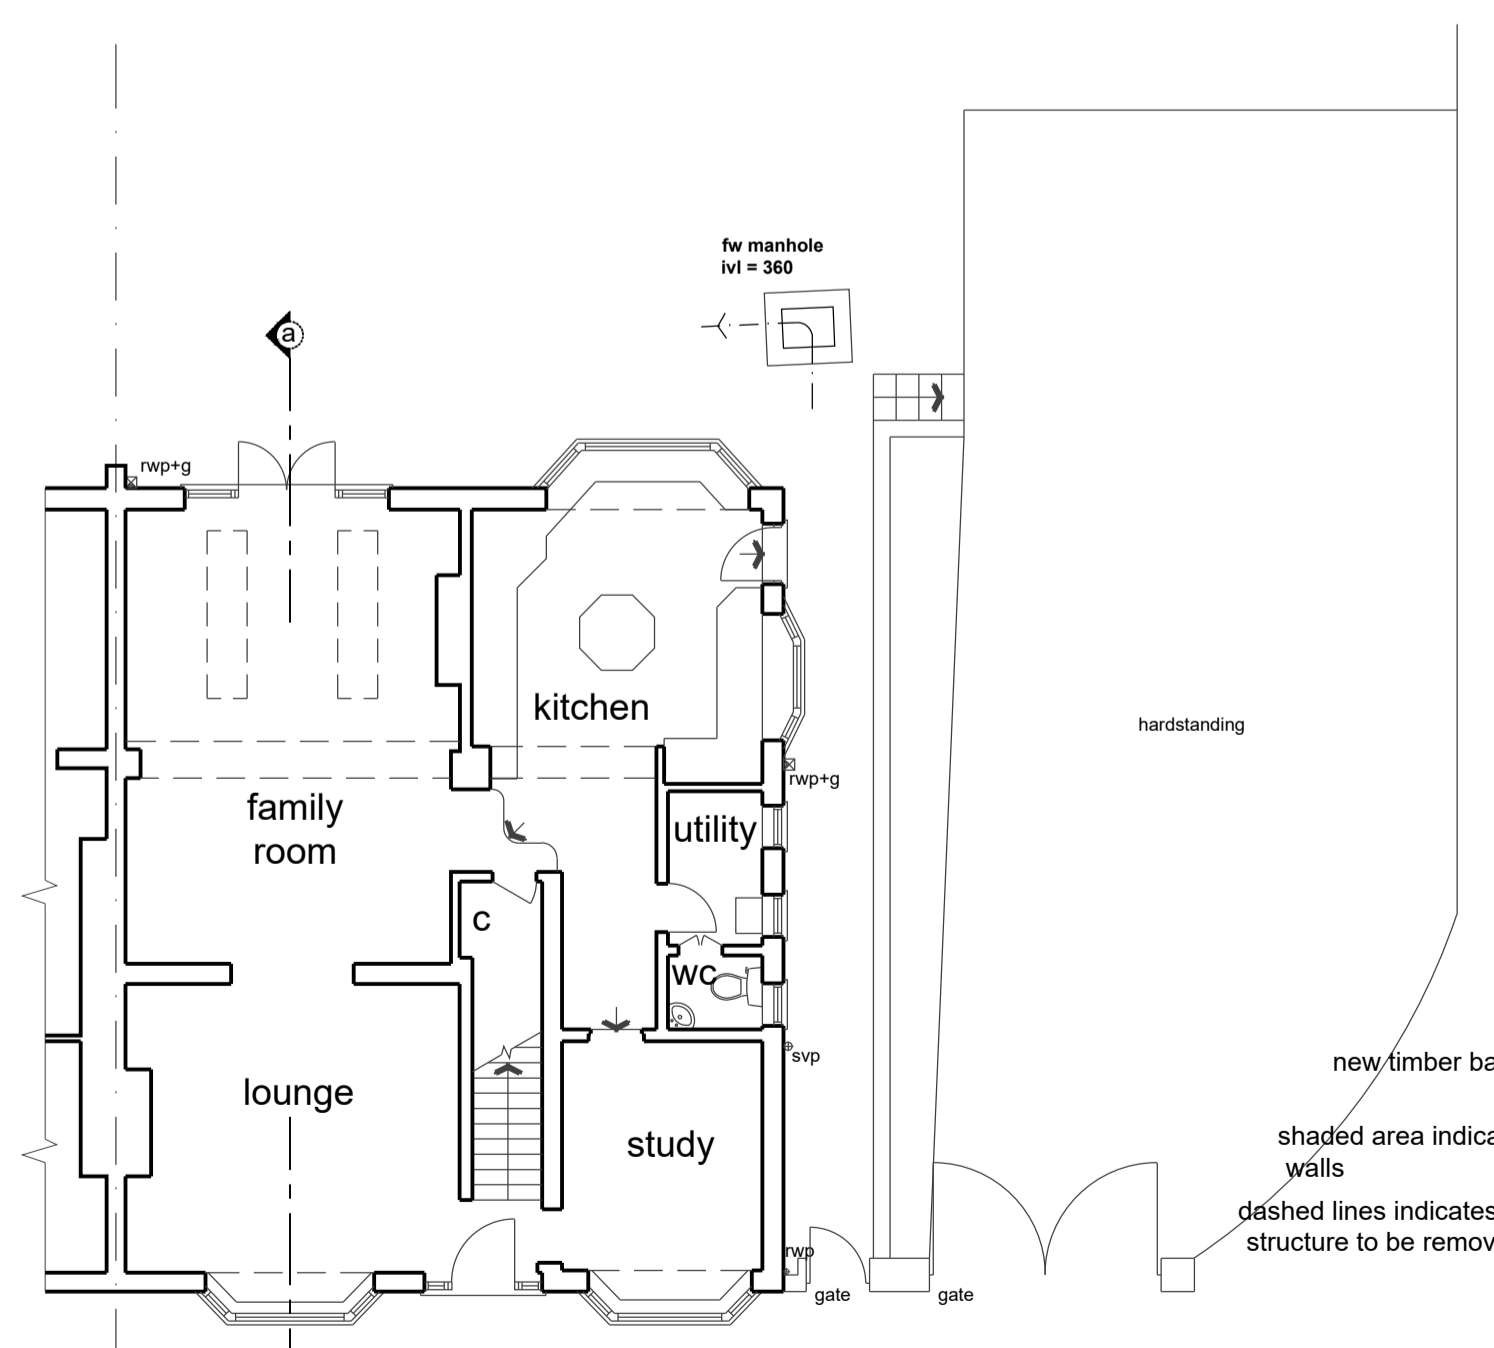 fw manhole
ivl = 360
a
rwp+g
kitchen
hardstanding
rwp+g
family
room
utility
c
wc
svp
new timber ba
lounge
study
shaded area indica
walls
dashed lines indicates
structure to be remov
rwp
gate
gate